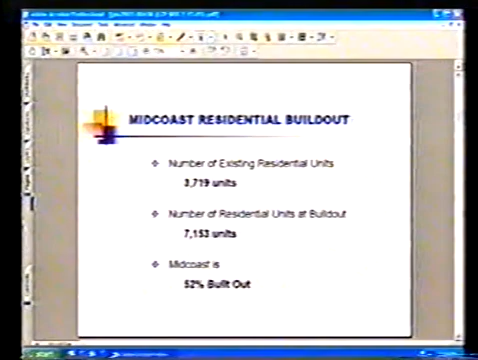 MIDCOAST RESIDENTIAL BUILDOUT
Number of Existing Residential Units
3,719 units
Number of Residential Units at Buildout
7,153 units
Midcoast is
52% Built Out